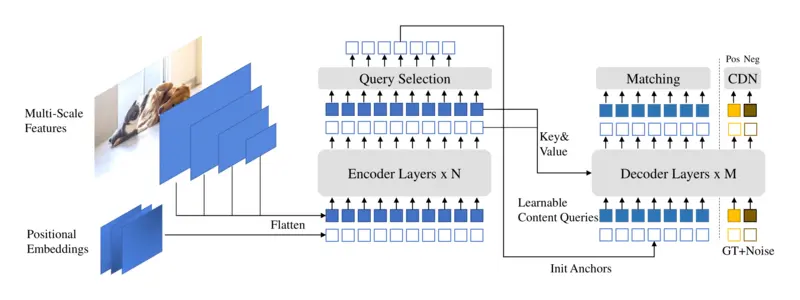 Multi-Scale
Features
Positional
Embeddings
Flatten
Query Selection
Encoder Layers x N
Key&
Value
Learnable
Content Queries
Init Anchors
Matching
Decoder Layers x M
Pos Neg
CDN
GT+Noise